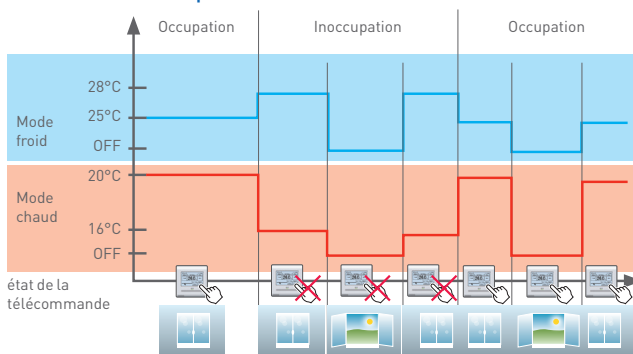 Occupation
Inoccupation
Occupation
28°C
25°C
OFF
Mode
froid
20°C
16°C
OFF
Mode
chaud
état de la
télécommande